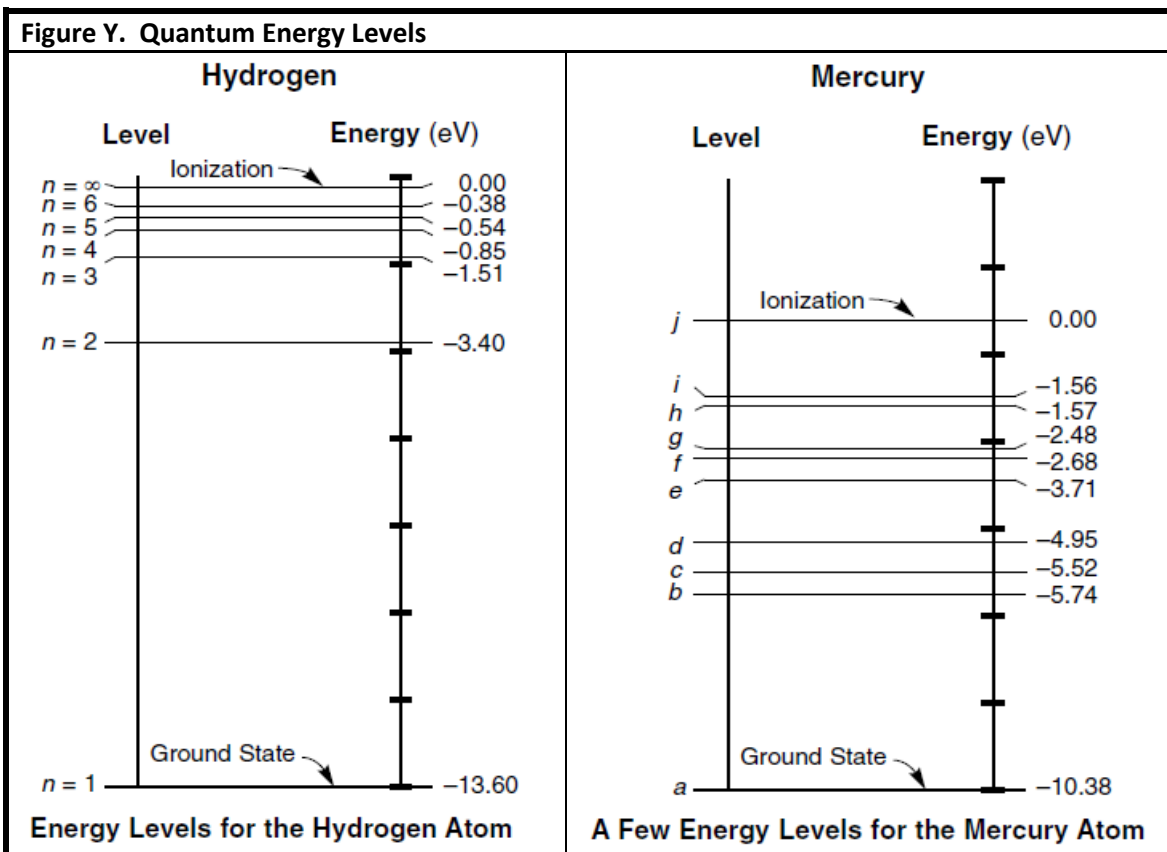 Figure Y. Quantum Energy Levels
Hydrogen
Level Energy (eV)
Ionization
n = ∞ 0.00
n = 6 −0.38
n = 5 −0.54
n = 4 −0.85
n = 3 −1.51
n = 2 −3.40
Ground State
n = 1 −13.60
Energy Levels for the Hydrogen Atom
Mercury
Level Energy (eV)
Ionization
j 0.00
i −1.56
h −1.57
g −2.48
f −2.68
e −3.71
d −4.95
c −5.52
b −5.74
Ground State
a −10.38
A Few Energy Levels for the Mercury Atom